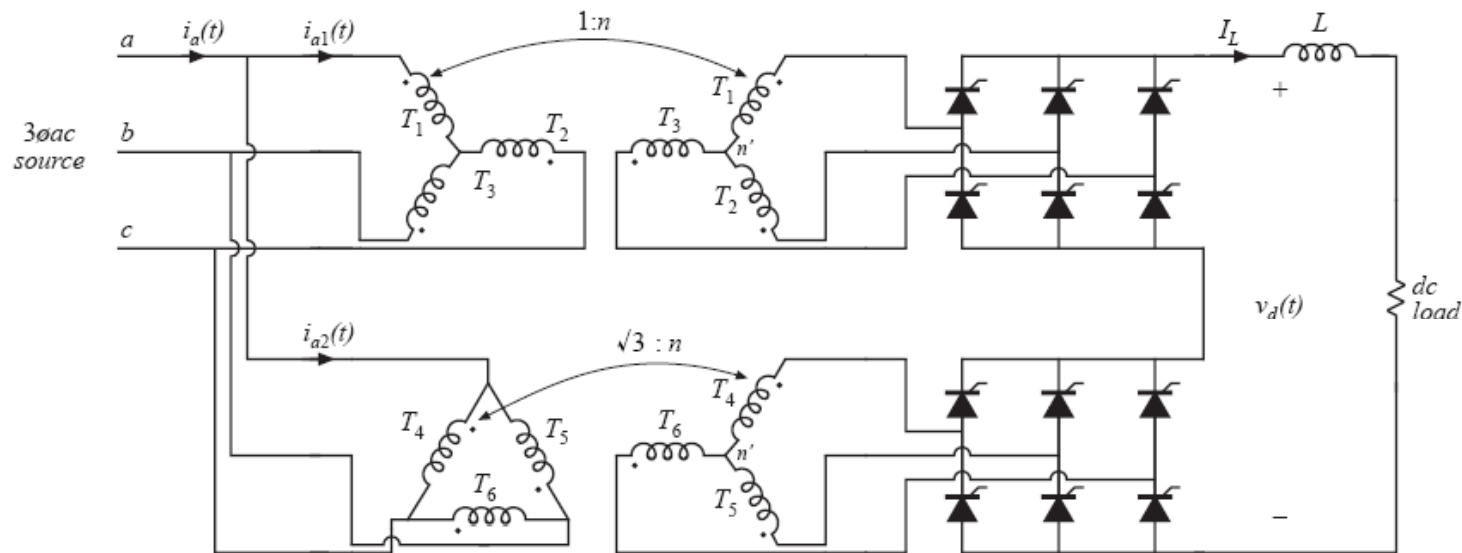 a
i_a(t)
i_a1(t)
1:n
I_L
L
T_1
T_1
+
3øac
source
b
T_2
T_3
n'
T_3
T_2
c
dc
load
v_d(t)
i_a2(t)
√3 : n
T_4
T_5
T_4
T_6
n'
T_6
T_5
−